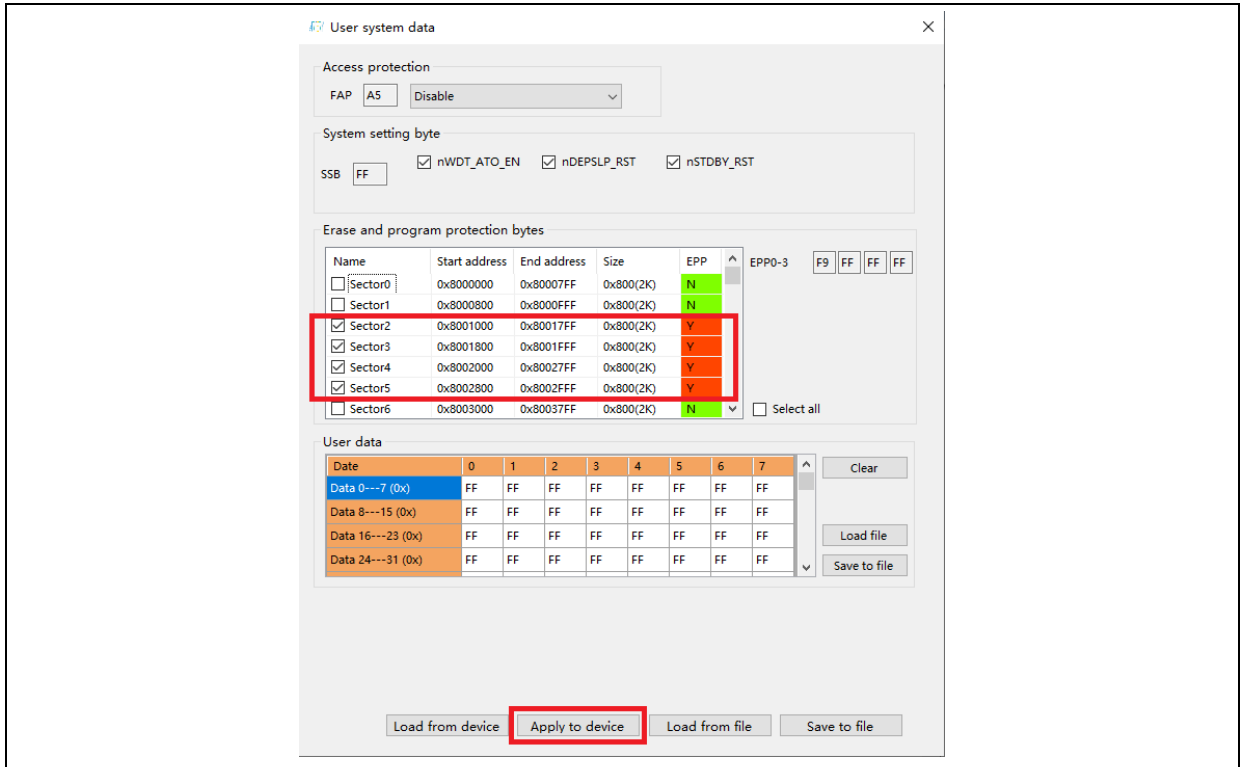 User system data
Access protection
FAP A5 Disable
System setting byte
SSB FF nWDT_ATO_EN nDEPSLP_RST nSTDBY_RST
Erase and program protection bytes
Name Start address End address Size EPP EPP0-3 F9 FF FF FF
Sector0 0x8000000 0x80007FF 0x800(2K) N
Sector1 0x8000800 0x8000FFF 0x800(2K) N
Sector2 0x8001000 0x80017FF 0x800(2K) Y
Sector3 0x8001800 0x8001FFF 0x800(2K) Y
Sector4 0x8002000 0x80027FF 0x800(2K) Y
Sector5 0x8002800 0x8002FFF 0x800(2K) Y
Sector6 0x8003000 0x80037FF 0x800(2K) N Select all
User data
Date 0 1 2 3 4 5 6 7 Clear
Data 0---7 (0x) FF FF FF FF FF FF FF FF
Data 8---15 (0x) FF FF FF FF FF FF FF FF
Data 16---23 (0x) FF FF FF FF FF FF FF FF Load file
Data 24---31 (0x) FF FF FF FF FF FF FF FF Save to file
Load from device Apply to device Load from file Save to file